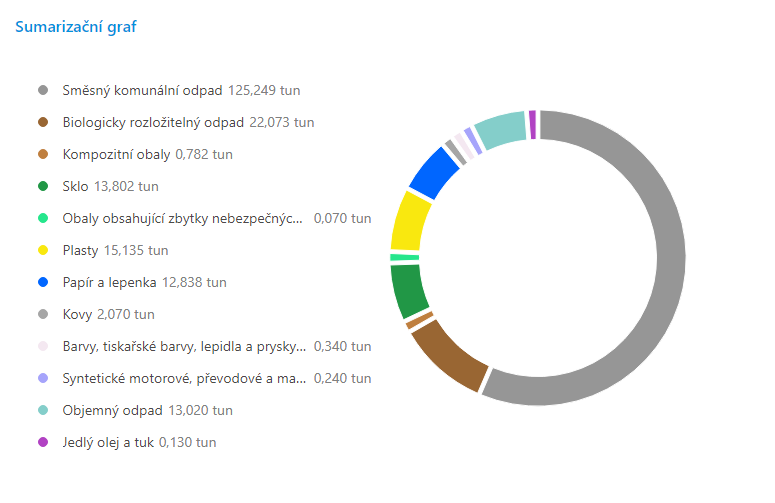 Sumarizační graf
Směsný komunální odpad 125,249 tun
Biologicky rozložitelný odpad 22,073 tun
Kompozitní obaly 0,782 tun
Sklo 13,802 tun
Obaly obsahující zbytky nebezpečnýc... 0,070 tun
Plasty 15,135 tun
Papír a lepenka 12,838 tun
Kovy 2,070 tun
Barvy, tiskařské barvy, lepidla a prysky... 0,340 tun
Syntetické motorové, převodové a ma... 0,240 tun
Objemný odpad 13,020 tun
Jedlý olej a tuk 0,130 tun